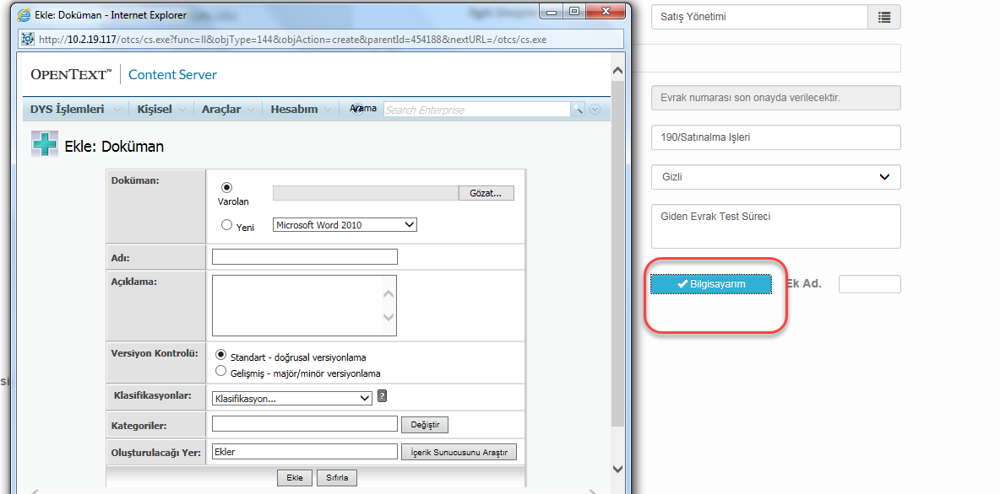 Ekle: Doküman - Internet Explorer
http://10.2.19.117/otcs/cs.exe?func=ll&objType=144&objAction=create&parentId=454188&nextURL=/otcs/cs.exe
OPENTEXT™ Content Server
DYS İşlemleri Kişisel Araçlar Hesabım Arama Search Enterprise
Ekle: Doküman
Doküman:
Varolan
Gözat...
Yeni
Microsoft Word 2010
Adı:
Açıklama:
Versiyon Kontrolü:
Standart - doğrusal versiyonlama
Gelişmiş - majör/minör versiyonlama
Klasifikasyonlar:
Klasifikasyon...
?
Kategoriler:
Değiştir
Oluşturulacağı Yer:
Ekler
İçerik Sunucusunu Araştır
Ekle
Sıfırla
Satış Yönetimi
Evrak numarası son onayda verilecektir.
190/Satınalma Işleri
Gizli
Giden Evrak Test Süreci
Bilgisayarım
Ek Ad.
si